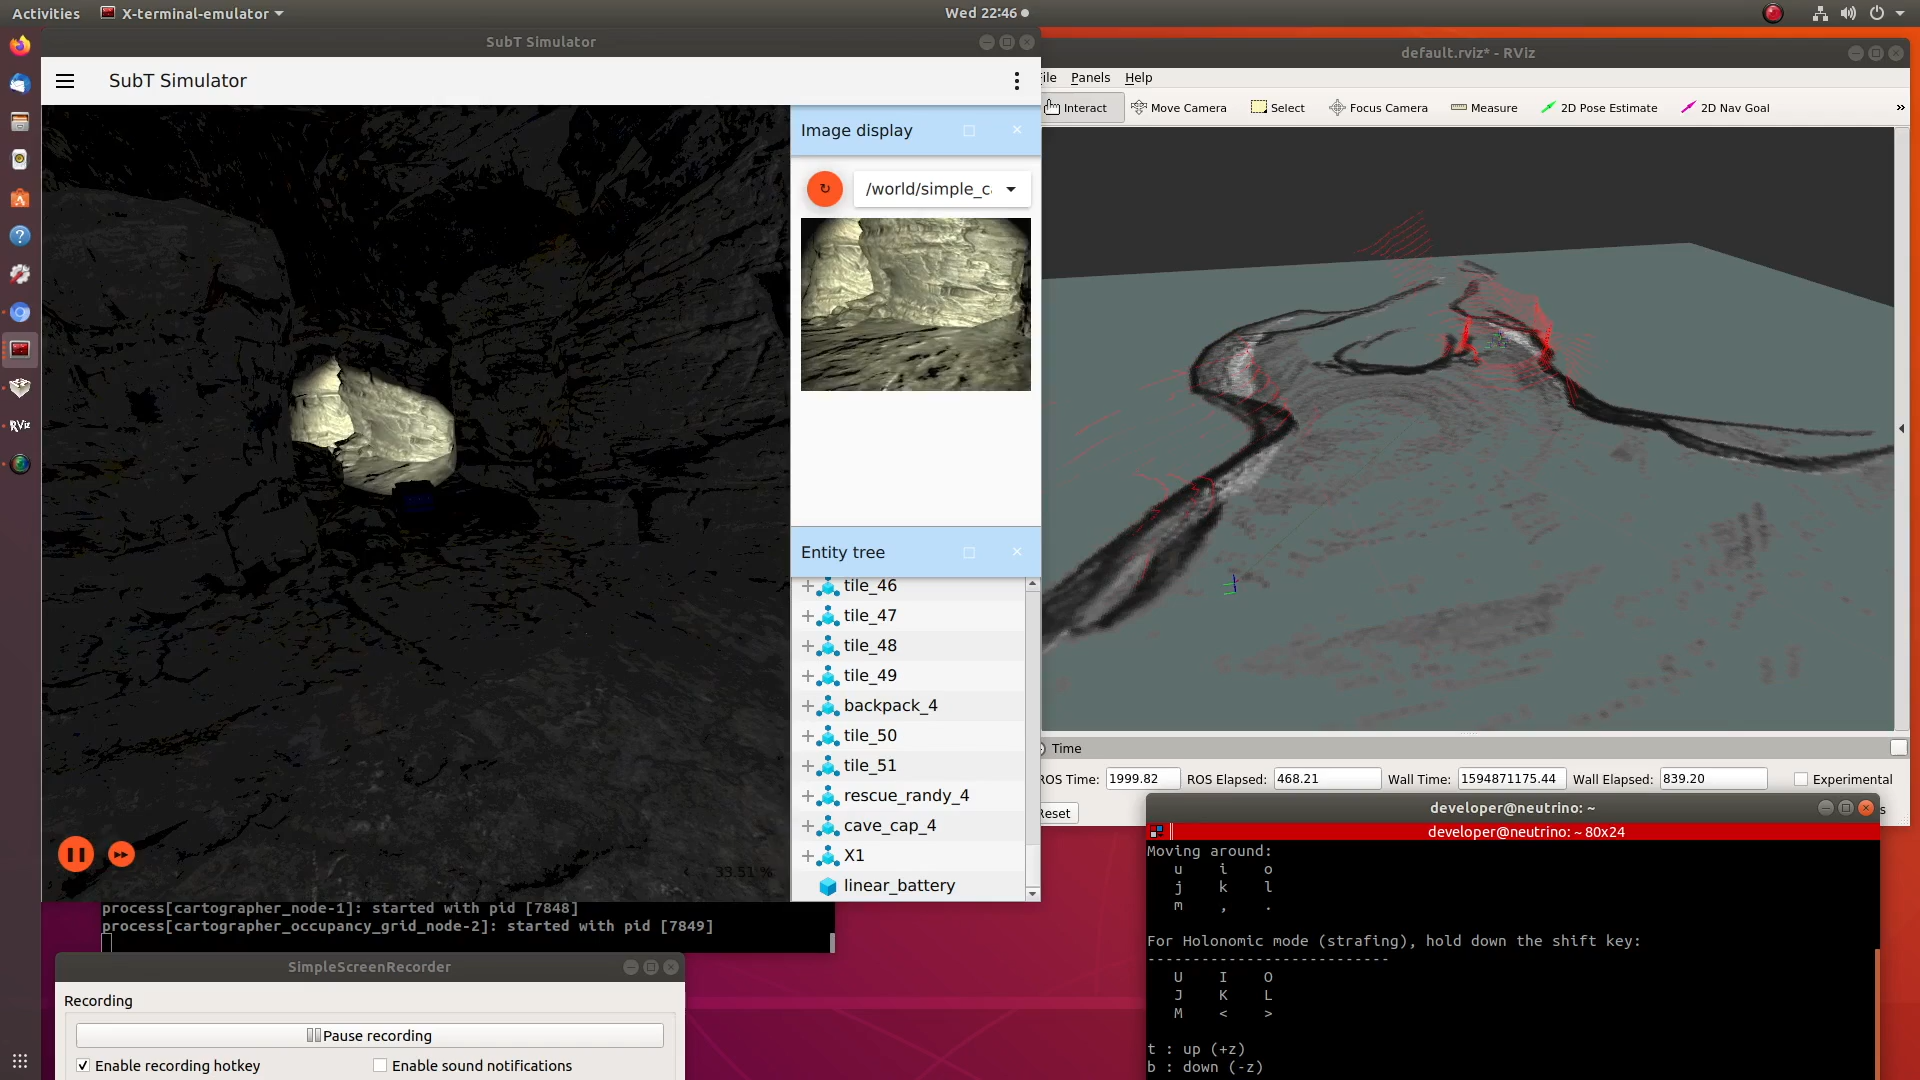 Activities X-terminal-emulator Wed 22:46
SubT Simulator
SubT Simulator
Image display
/world/simple_c
Entity tree
tile_46
tile_47
tile_48
tile_49
backpack_4
tile_50
tile_51
rescue_randy_4
cave_cap_4
X1
linear_battery
33.51 %
process[cartographer_node-1]: started with pid [7848]
process[cartographer_occupancy_grid_node-2]: started with pid [7849]
SimpleScreenRecorder
Recording
Pause recording
Enable recording hotkey Enable sound notifications
RViz
default.rviz* - RViz
ile Panels Help
Interact Move Camera Select Focus Camera Measure 2D Pose Estimate 2D Nav Goal »
Time
ROS Time: 1999.82 ROS Elapsed: 468.21 Wall Time: 1594871175.44 Wall Elapsed: 839.20 Experimental
Reset
developer@neutrino: ~
developer@neutrino: ~ 80x24
Moving around:
u i o
j k l
m , .
For Holonomic mode (strafing), hold down the shift key:
---------------------------
U I O
J K L
M < >
t : up (+z)
b : down (-z)